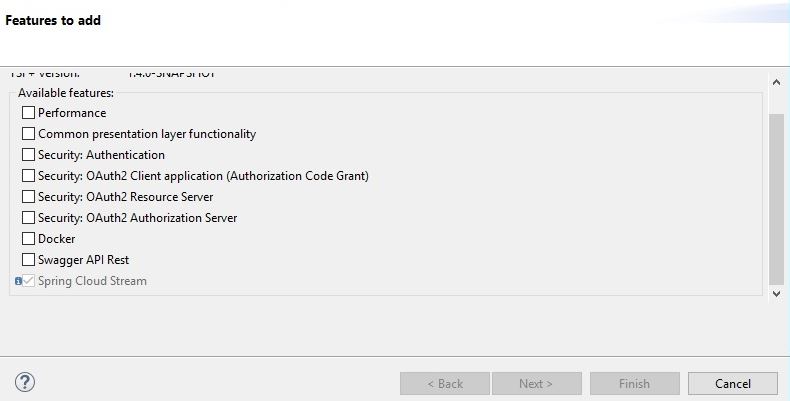 Features to add
1.4.0-SNAPSHOT
Available features:
Performance
Common presentation layer functionality
Security: Authentication
Security: OAuth2 Client application (Authorization Code Grant)
Security: OAuth2 Resource Server
Security: OAuth2 Authorization Server
Docker
Swagger API Rest
Spring Cloud Stream
< Back
Next >
Finish
Cancel